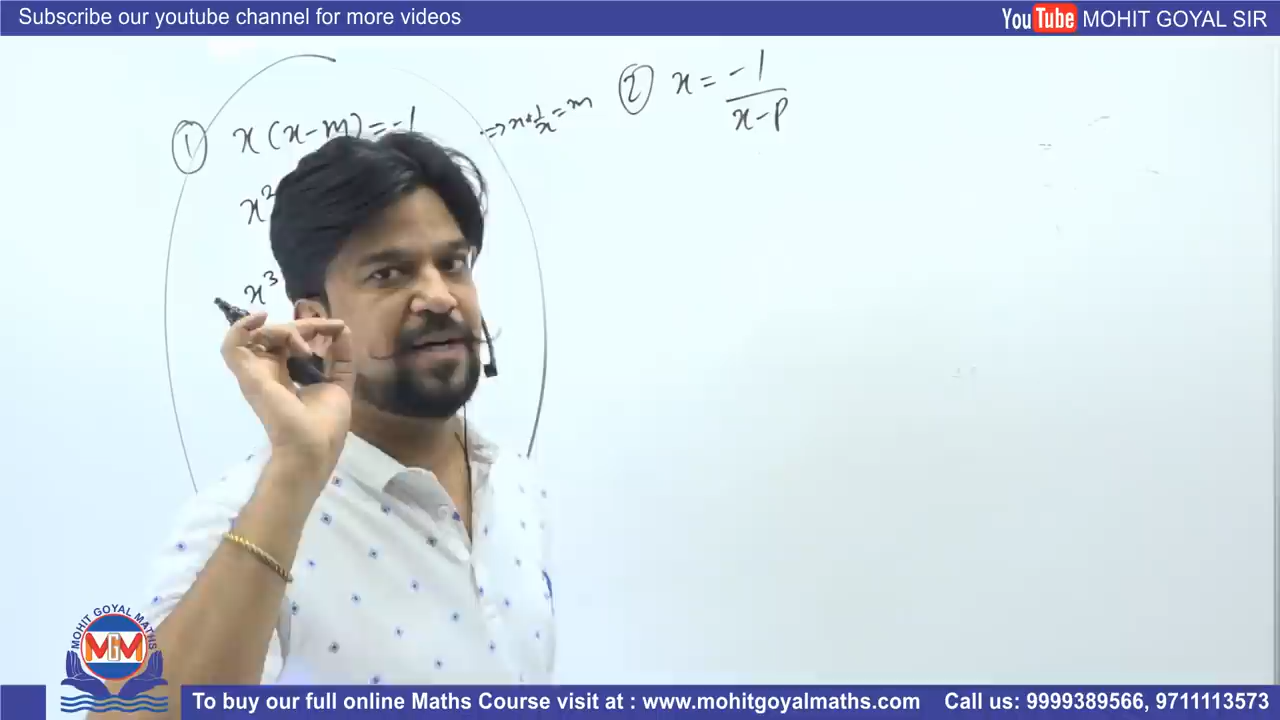 Subscribe our youtube channel for more videos
YouTube MOHIT GOYAL SIR
① x(x-m)=-1 ⇒ x+1/x=m
x²
x³
② x = -1/(x-p)
MOHIT GOYAL MATHS
MGM
To buy our full online Maths Course visit at : www.mohitgoyalmaths.com Call us: 9999389566, 9711113573